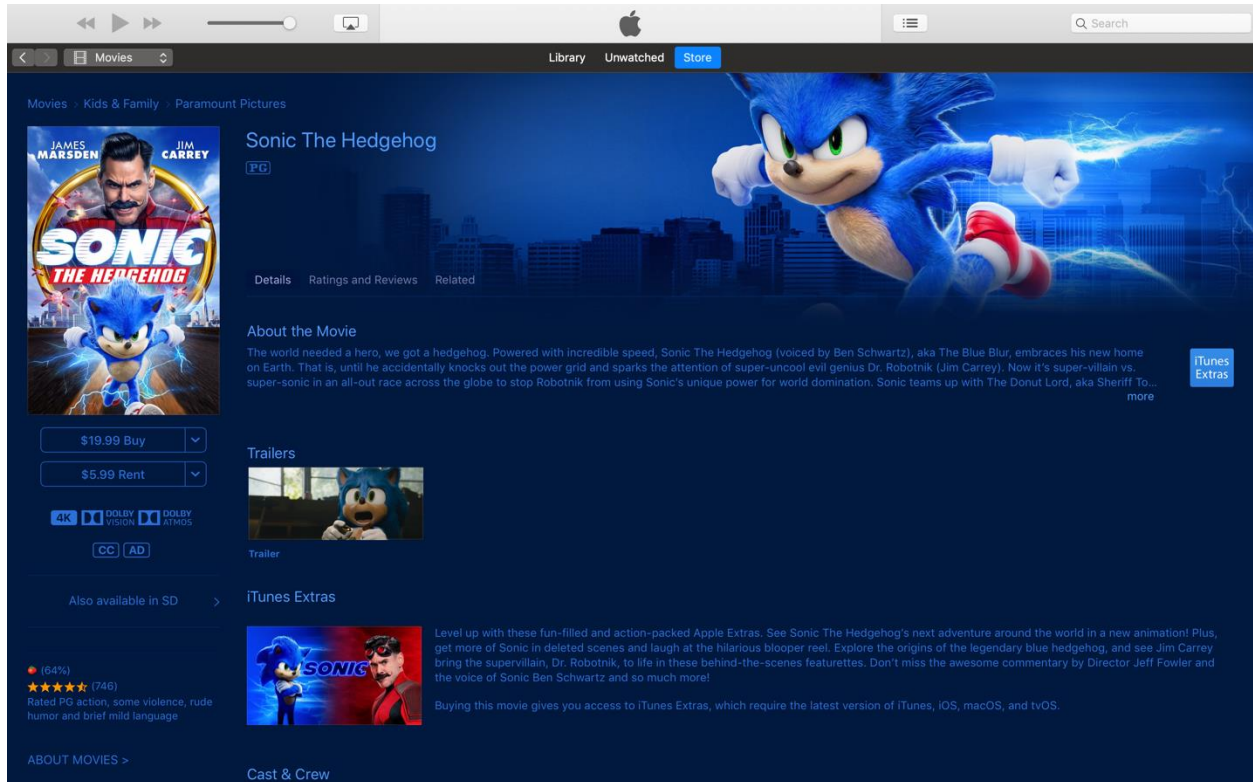 Search
Movies
Library Unwatched Store
Movies > Kids & Family > Paramount Pictures
JAMES MARSDEN
JIM CARREY
SONIC
THE HEDGEHOG
$19.99 Buy
$5.99 Rent
4K DOLBY VISION DOLBY ATMOS
CC AD
Also available in SD >
(64%)
(746)
Rated PG action, some violence, rude
humor and brief mild language
ABOUT MOVIES >
Sonic The Hedgehog
PG
Details Ratings and Reviews Related
About the Movie
The world needed a hero, we got a hedgehog. Powered with incredible speed, Sonic The Hedgehog (voiced by Ben Schwartz), aka The Blue Blur, embraces his new home
on Earth. That is, until he accidentally knocks out the power grid and sparks the attention of super-uncool evil genius Dr. Robotnik (Jim Carrey). Now it's super-villain vs.
super-sonic in an all-out race across the globe to stop Robotnik from using Sonic's unique power for world domination. Sonic teams up with The Donut Lord, aka Sheriff To...
more
iTunes
Extras
Trailers
Trailer
iTunes Extras
SONIC
Level up with these fun-filled and action-packed Apple Extras. See Sonic The Hedgehog's next adventure around the world in a new animation! Plus,
get more of Sonic in deleted scenes and laugh at the hilarious blooper reel. Explore the origins of the legendary blue hedgehog, and see Jim Carrey
bring the supervillain, Dr. Robotnik, to life in these behind-the-scenes featurettes. Don't miss the awesome commentary by Director Jeff Fowler and
the voice of Sonic Ben Schwartz and so much more!
Buying this movie gives you access to iTunes Extras, which require the latest version of iTunes, iOS, macOS, and tvOS.
Cast & Crew